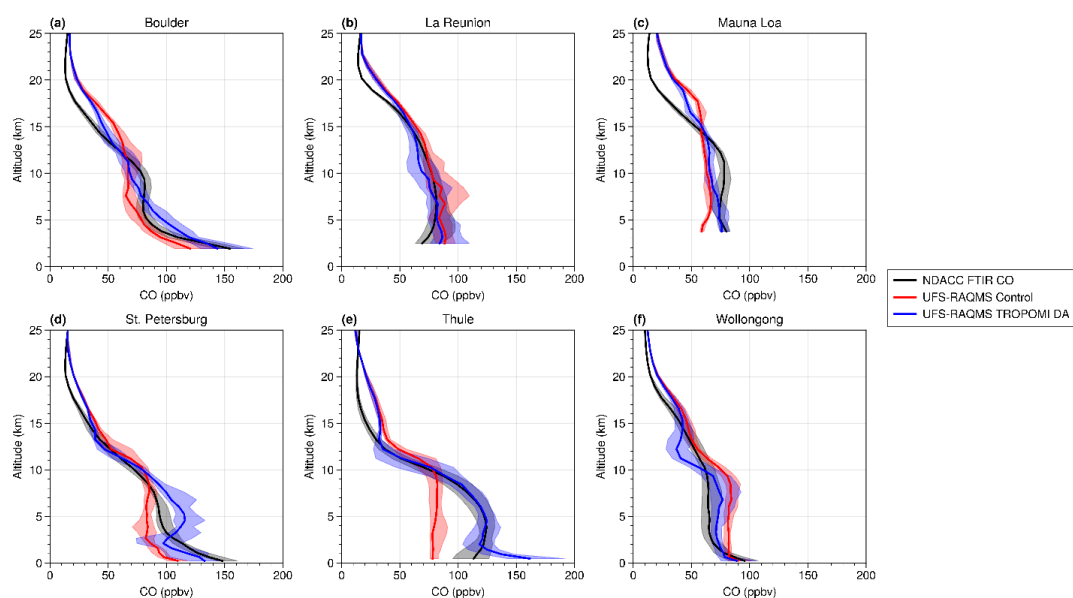 (a) Boulder
(b) La Reunion
(c) Mauna Loa
25 25 25
20 20 20
15 15 15
10 10 10
5 5 5
0 0 0
Altitude (km) Altitude (km) Altitude (km)
0 50 100 150 200 0 50 100 150 200 0 50 100 150 200
CO (ppbv) CO (ppbv) CO (ppbv)
NDACC FTIR CO
UFS-RAQMS Control
UFS-RAQMS TROPOMI DA
(d) St. Petersburg
(e) Thule
(f) Wollongong
25 25 25
20 20 20
15 15 15
10 10 10
5 5 5
0 0 0
Altitude (km) Altitude (km) Altitude (km)
0 50 100 150 200 0 50 100 150 200 0 50 100 150 200
CO (ppbv) CO (ppbv) CO (ppbv)